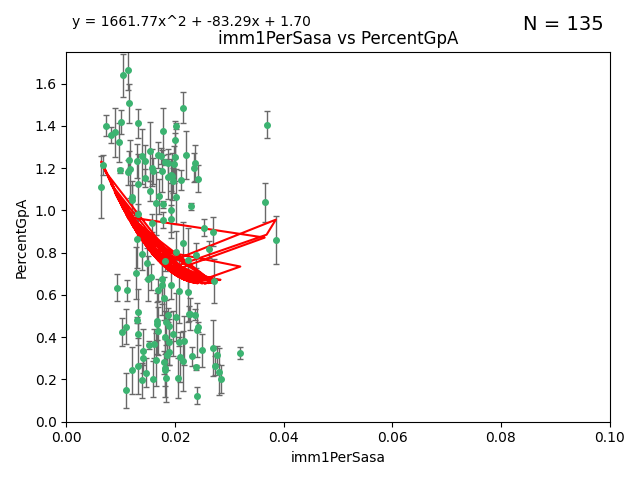 y = 1661.77x^2 + -83.29x + 1.70
N = 135
imm1PerSasa vs PercentGpA
PercentGpA
1.6
1.4
1.2
1.0
0.8
0.6
0.4
0.2
0.0
0.00 0.02 0.04 0.06 0.08 0.10
imm1PerSasa